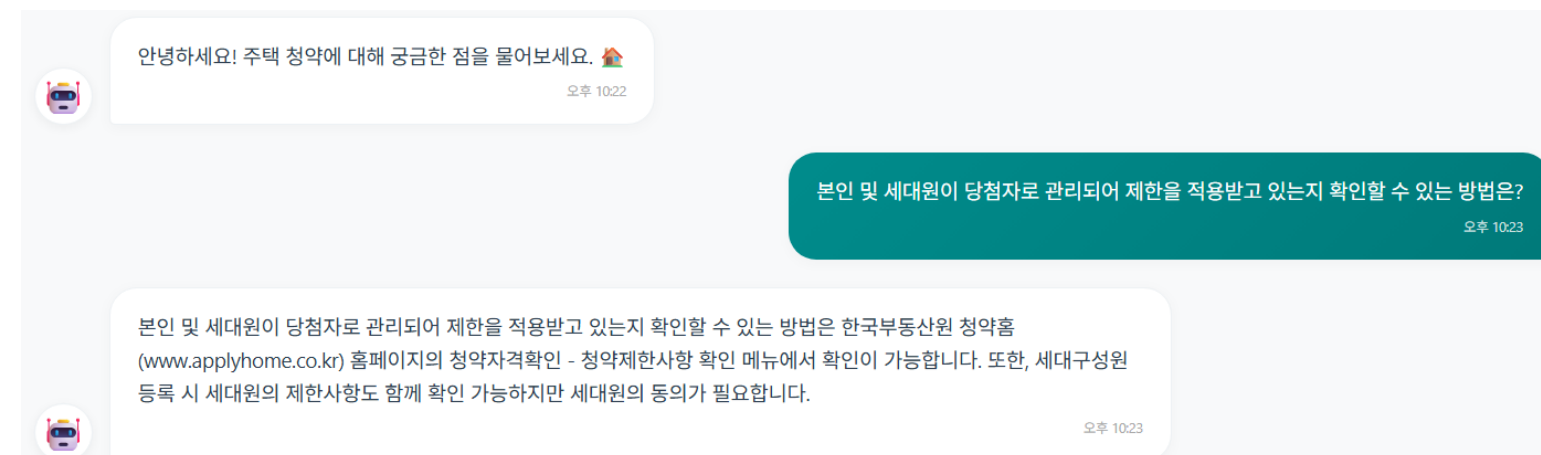 안녕하세요! 주택 청약에 대해 궁금한 점을 물어보세요. 🏠
오후 10:22
본인 및 세대원이 당첨자로 관리되어 제한을 적용받고 있는지 확인할 수 있는 방법은?
오후 10:23
본인 및 세대원이 당첨자로 관리되어 제한을 적용받고 있는지 확인할 수 있는 방법은 한국부동산원 청약홈
(www.applyhome.co.kr) 홈페이지의 청약자격확인 - 청약제한사항 확인 메뉴에서 확인이 가능합니다. 또한, 세대구성원
등록 시 세대원의 제한사항도 함께 확인 가능하지만 세대원의 동의가 필요합니다.
오후 10:23